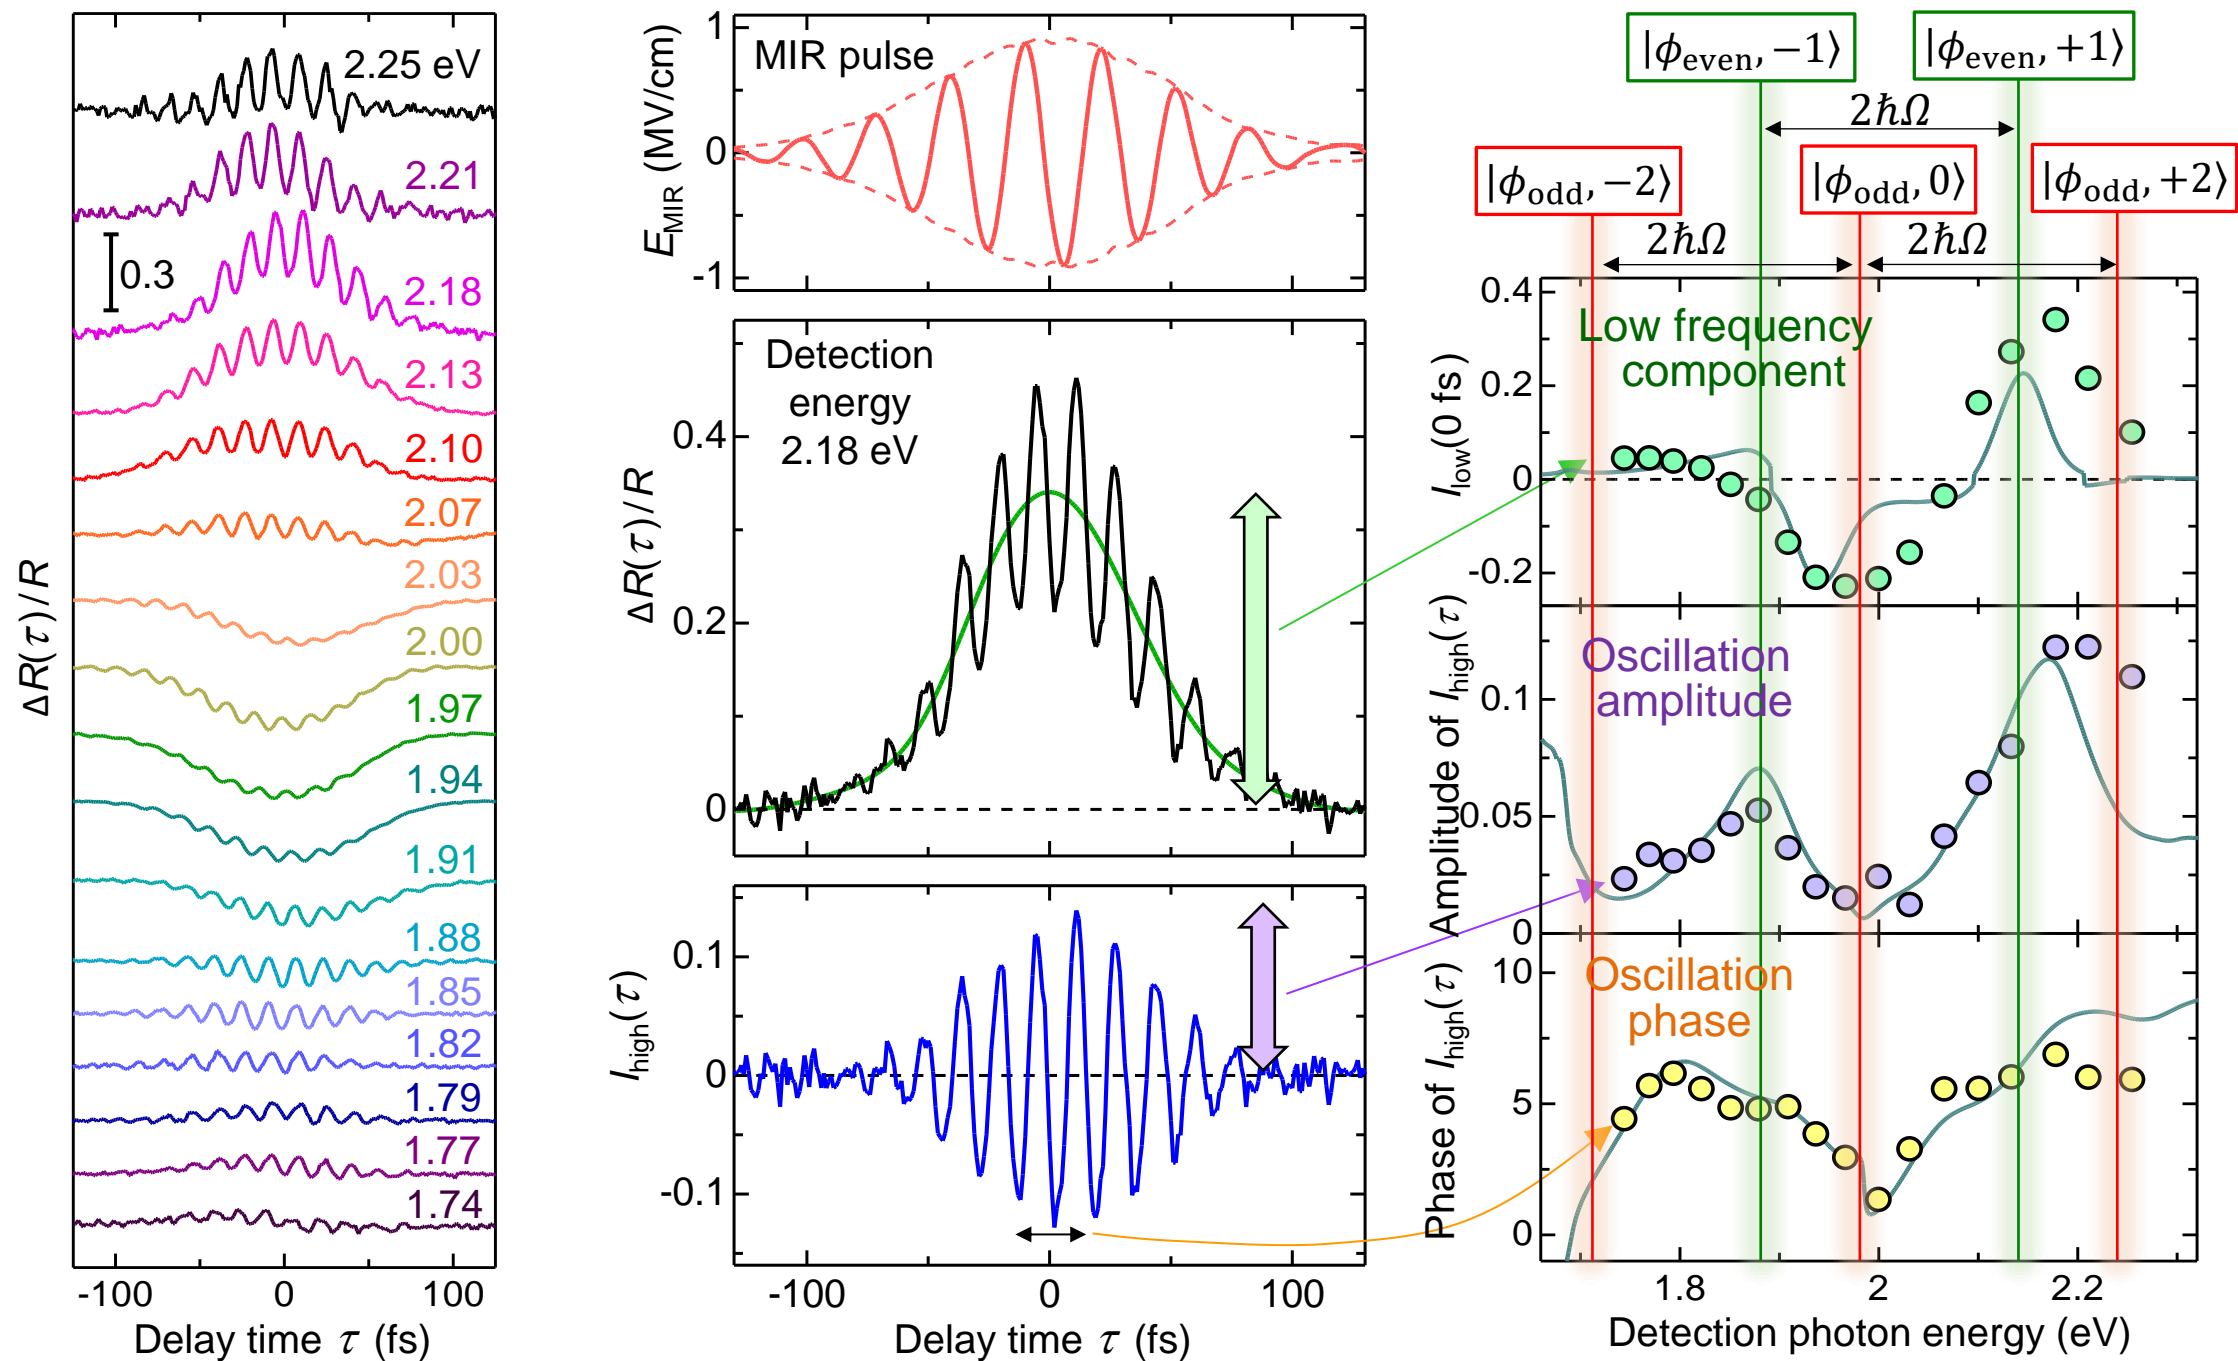 2.25 eV
2.21
0.3
2.18
2.13
2.10
2.07
2.03
2.00
1.97
1.94
1.91
1.88
1.85
1.82
1.79
1.77
1.74
ΔR(τ)/R
-100 0 100
Delay time τ (fs)
MIR pulse
E_MIR (MV/cm)
1
0
-1
Detection
energy
2.18 eV
ΔR(τ)/R
0.4
0.2
0
I_high(τ)
0.1
0
-0.1
-100 0 100
Delay time τ (fs)
|ϕ_even, −1⟩ |ϕ_even, +1⟩
2ħΩ
|ϕ_odd, −2⟩ |ϕ_odd, 0⟩ |ϕ_odd, +2⟩
2ħΩ 2ħΩ
Low frequency
component
I_low(0 fs)
0.4
0.2
0
-0.2
Oscillation
amplitude
Amplitude of I_high(τ)
0.1
0.05
0
Oscillation
phase
Phase of I_high(τ)
10
5
0
1.8 2 2.2
Detection photon energy (eV)